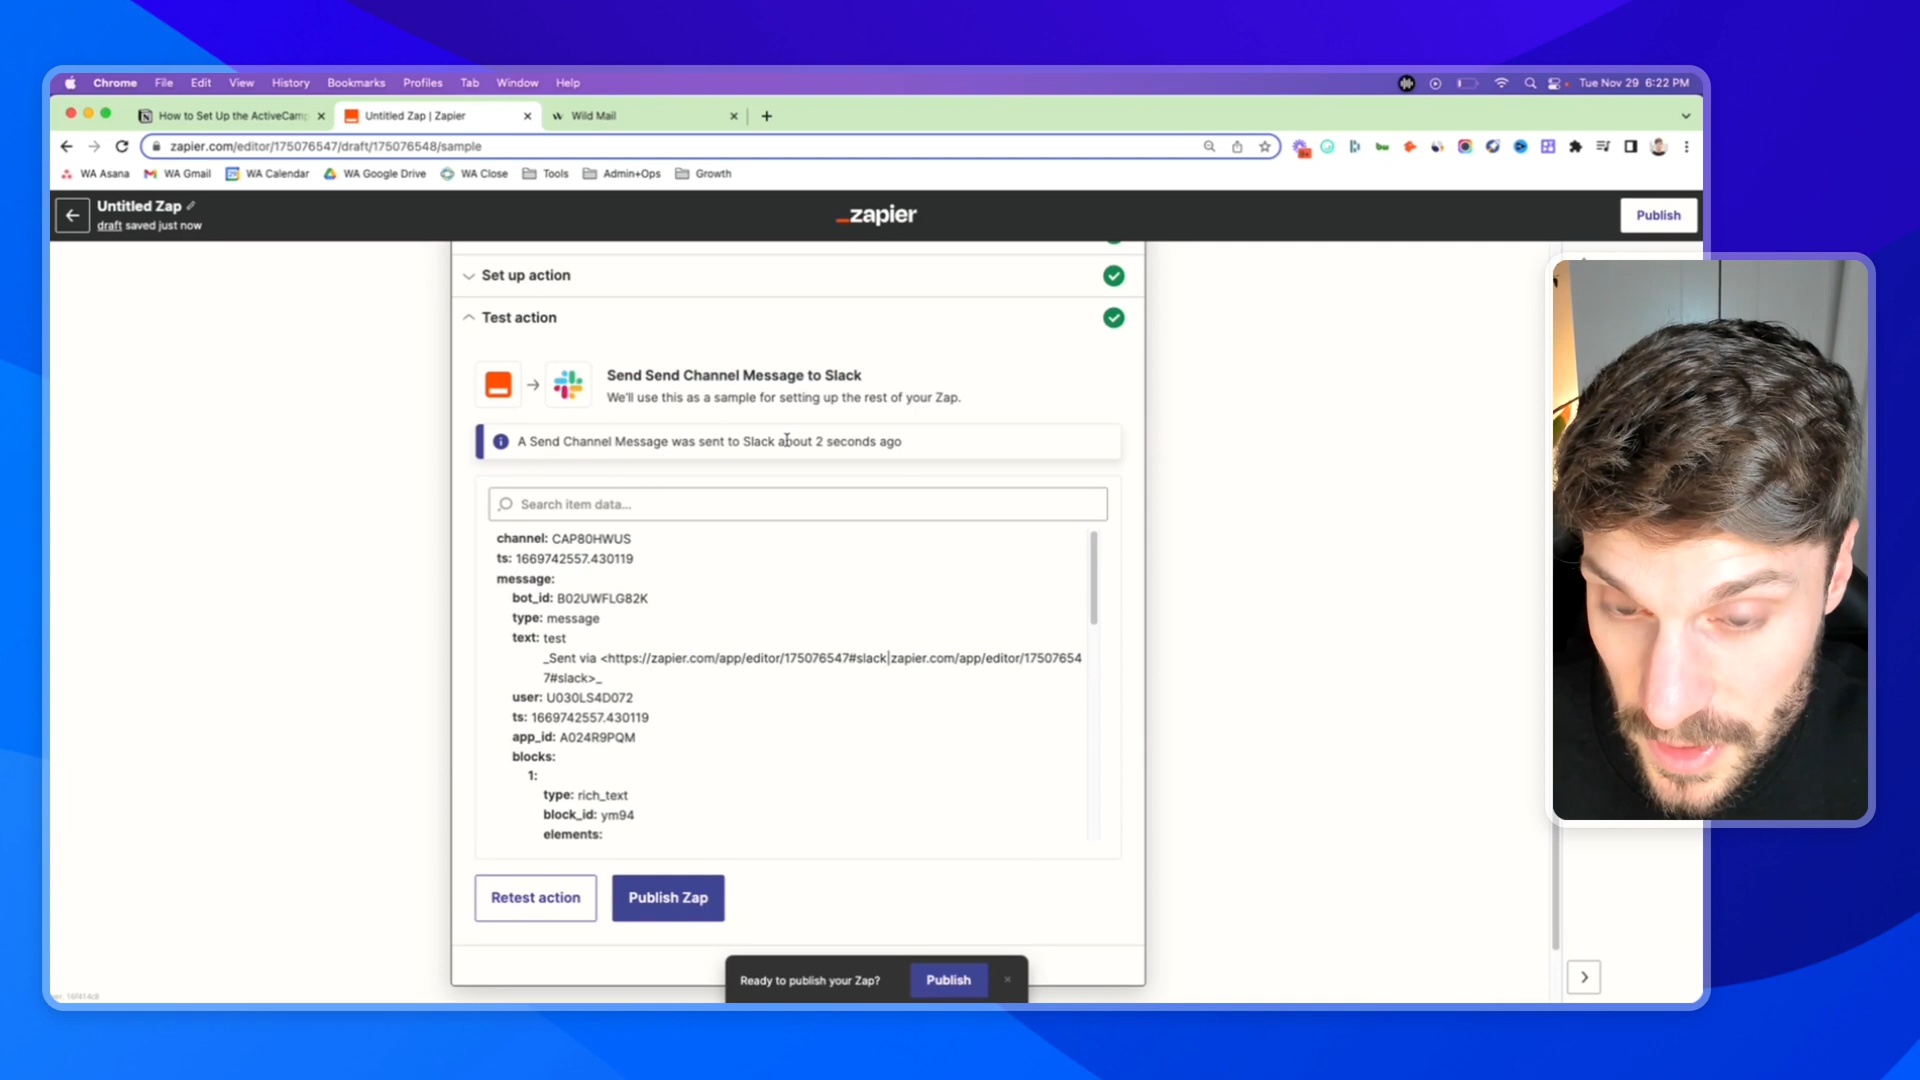 Chrome File Edit View History Bookmarks Profiles Tab Window Help Tue Nov 29 6:22 PM
How to Set Up the ActiveCamp
Untitled Zap | Zapier
Wild Mail
zapier.com/editor/175076547/draft/175076548/sample
WA Asana WA Gmail WA Calendar WA Google Drive WA Close Tools Admin+Ops Growth
Untitled Zap
draft saved just now
_zapier
Publish
Set up action
Test action
Send Send Channel Message to Slack
We'll use this as a sample for setting up the rest of your Zap.
A Send Channel Message was sent to Slack about 2 seconds ago
Search item data...
channel: CAP80HWUS
ts: 1669742557.430119
message:
bot_id: B02UWFLG82K
type: message
text: test
_Sent via <https://zapier.com/app/editor/175076547#slack|zapier.com/app/editor/17507654
7#slack>_
user: U030LS4D072
ts: 1669742557.430119
app_id: A024R9PQM
blocks:
1:
type: rich_text
block_id: ym94
elements:
Retest action
Publish Zap
Ready to publish your Zap?
Publish